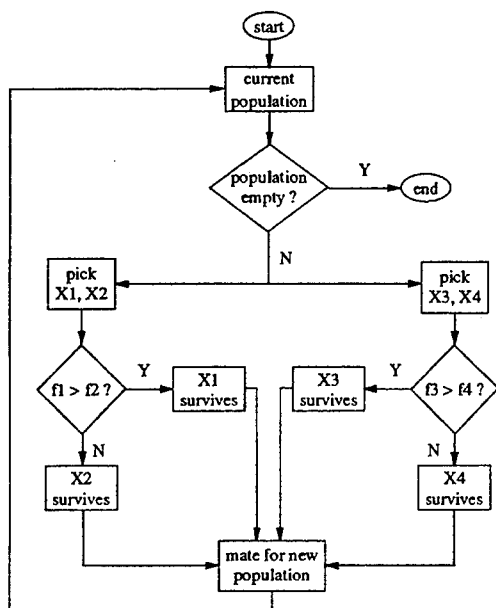 start
current
population
population
empty ?
Y
end
N
pick
X1, X2
pick
X3, X4
f1 > f2 ?
Y
X1
survives
X3
survives
Y
f3 > f4 ?
N
X2
survives
N
X4
survives
mate for new
population